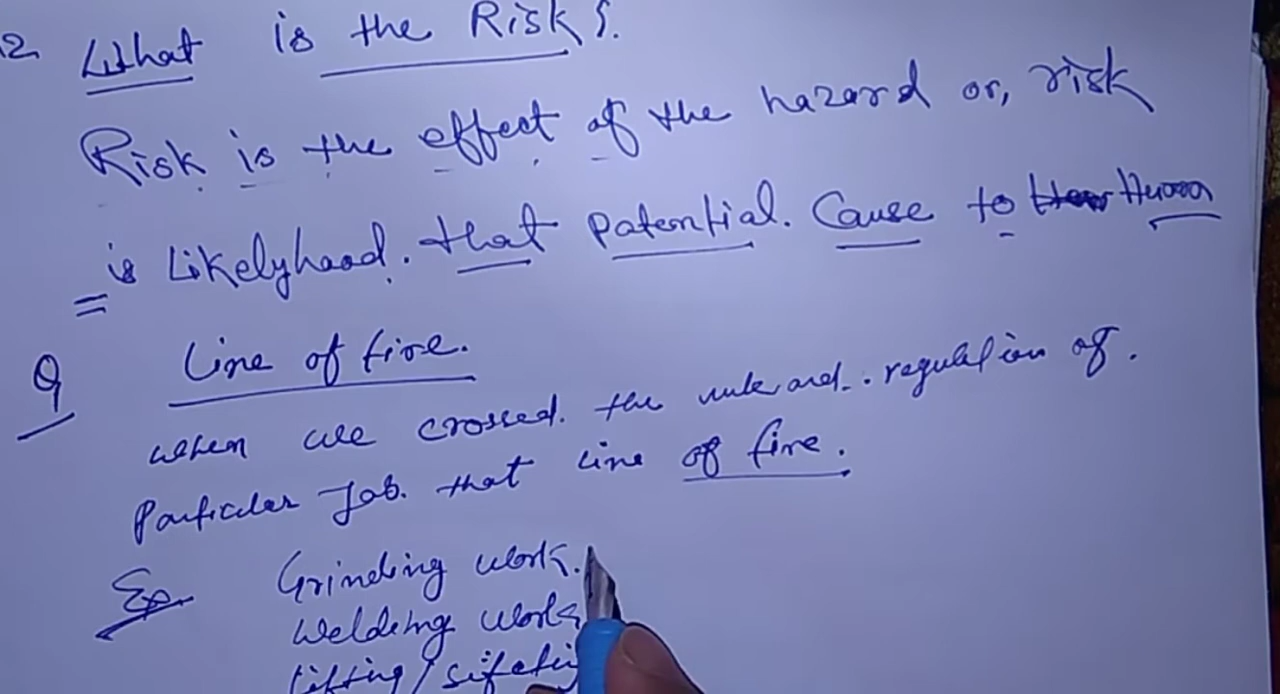 2 What is the Risk?
Risk is the effect of the hazard or, risk
is Likelyhood. that patential. Cause to Human
Q Line of fire.
when we crossed. the rule and. regulation of.
Particular Job. that line of fire.
Ex Grinding work.
Welding work
Lifting/